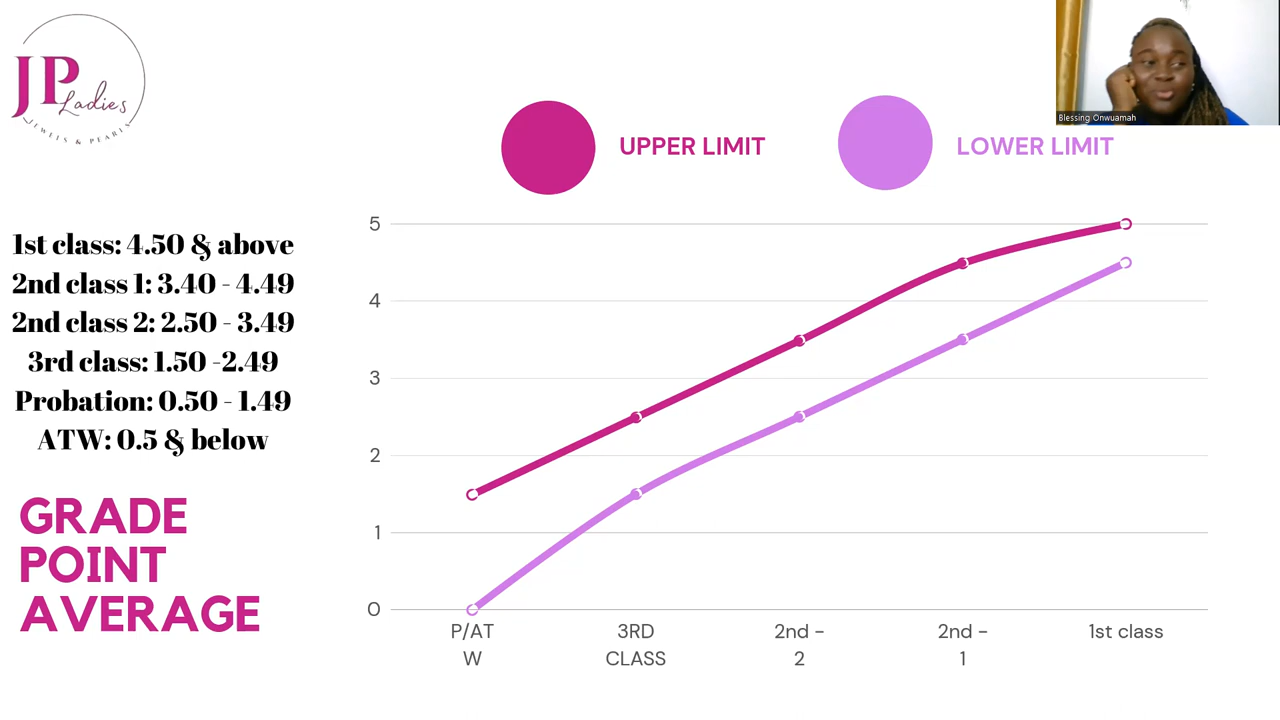 JP
Ladies
JEWELS & PEARLS
Blessing Onwuamah
UPPER LIMIT
LOWER LIMIT
1st class: 4.50 & above
2nd class 1: 3.40 - 4.49
2nd class 2: 2.50 - 3.49
3rd class: 1.50 -2.49
Probation: 0.50 - 1.49
ATW: 0.5 & below
GRADE
POINT
AVERAGE
5
4
3
2
1
0
P/AT
W
3RD
CLASS
2nd -
2
2nd -
1
1st class